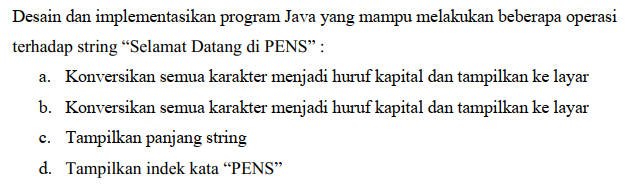 Desain dan implementasikan program Java yang mampu melakukan beberapa operasi
terhadap string “Selamat Datang di PENS” :
a. Konversikan semua karakter menjadi huruf kapital dan tampilkan ke layar
b. Konversikan semua karakter menjadi huruf kapital dan tampilkan ke layar
c. Tampilkan panjang string
d. Tampilkan indek kata “PENS”